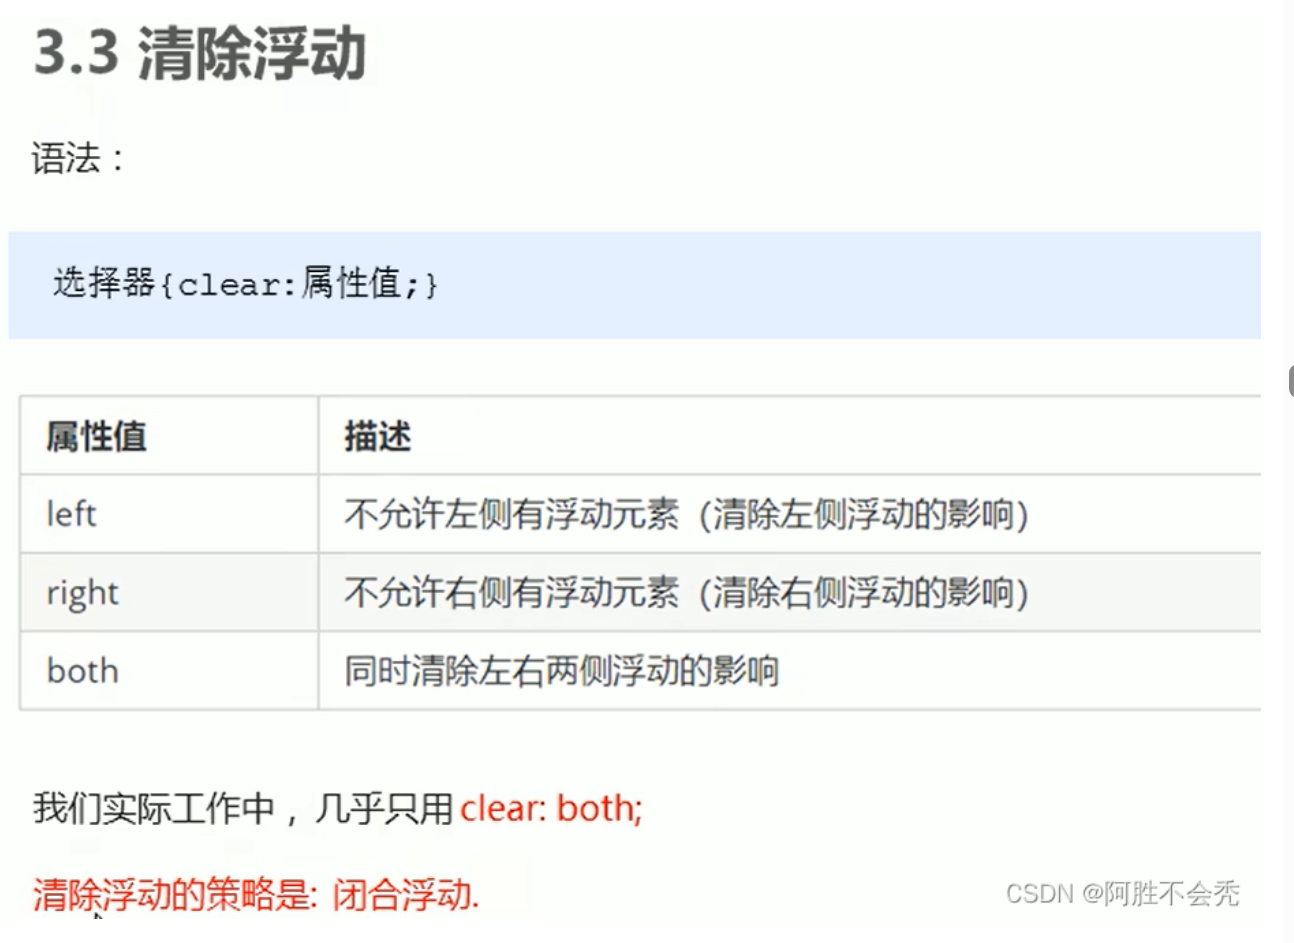 3.3 清除浮动
语法：
选择器{clear:属性值;}
属性值 描述
left 不允许左侧有浮动元素（清除左侧浮动的影响）
right 不允许右侧有浮动元素（清除右侧浮动的影响）
both 同时清除左右两侧浮动的影响
我们实际工作中，几乎只用 clear: both;
清除浮动的策略是: 闭合浮动.
CSDN @阿胜不会秃